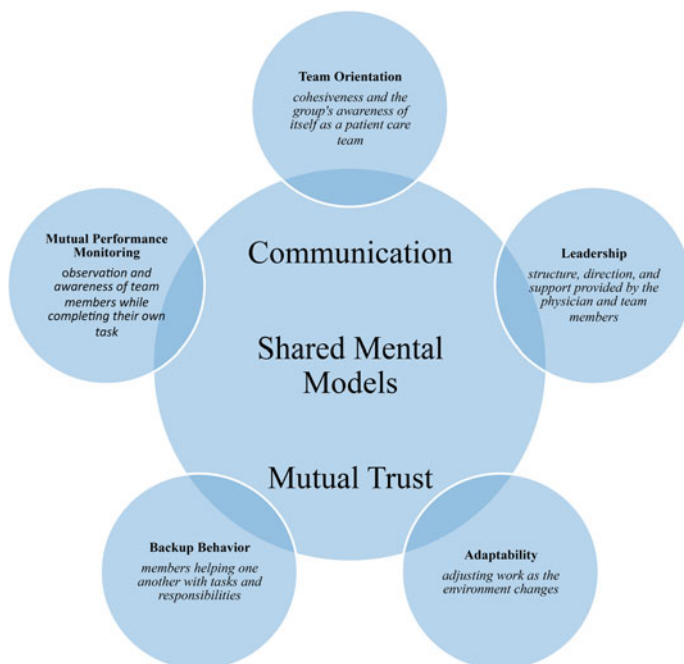 Team Orientation
cohesiveness and the
group's awareness of
itself as a patient care
team
Mutual Performance
Monitoring
observation and
awareness of team
members while
completing their own
task
Communication
Shared Mental
Models
Mutual Trust
Leadership
structure, direction, and
support provided by the
physician and team
members
Backup Behavior
members helping one
another with tasks and
responsibilities
Adaptability
adjusting work as the
environment changes